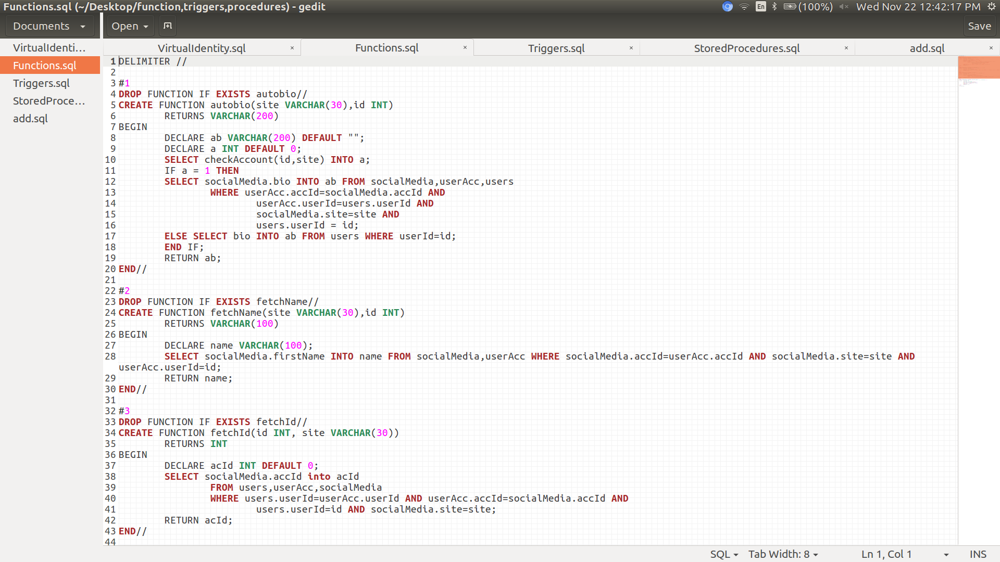 Functions.sql (~/Desktop/function,triggers,procedures) - gedit
En (100%) Wed Nov 22 12:42:17 PM
Documents Open Save
VirtualIdenti...
Functions.sql
Triggers.sql
StoredProce...
add.sql
VirtualIdentity.sql × Functions.sql × Triggers.sql × StoredProcedures.sql × add.sql ×
1 DELIMITER //
2
3 #1
4 DROP FUNCTION IF EXISTS autobio//
5 CREATE FUNCTION autobio(site VARCHAR(30),id INT)
6         RETURNS VARCHAR(200)
7 BEGIN
8         DECLARE ab VARCHAR(200) DEFAULT "";
9         DECLARE a INT DEFAULT 0;
10         SELECT checkAccount(id,site) INTO a;
11         IF a = 1 THEN
12         SELECT socialMedia.bio INTO ab FROM socialMedia,userAcc,users
13                 WHERE userAcc.accId=socialMedia.accId AND
14                         userAcc.userId=users.userId AND
15                         socialMedia.site=site AND
16                         users.userId = id;
17         ELSE SELECT bio INTO ab FROM users WHERE userId=id;
18         END IF;
19         RETURN ab;
20 END//
21
22 #2
23 DROP FUNCTION IF EXISTS fetchName//
24 CREATE FUNCTION fetchName(site VARCHAR(30),id INT)
25         RETURNS VARCHAR(100)
26 BEGIN
27         DECLARE name VARCHAR(100);
28         SELECT socialMedia.firstName INTO name FROM socialMedia,userAcc WHERE socialMedia.accId=userAcc.accId AND socialMedia.site=site AND
userAcc.userId=id;
29         RETURN name;
30 END//
31
32 #3
33 DROP FUNCTION IF EXISTS fetchId//
34 CREATE FUNCTION fetchId(id INT, site VARCHAR(30))
35         RETURNS INT
36 BEGIN
37         DECLARE acId INT DEFAULT 0;
38         SELECT socialMedia.accId into acId
39                 FROM users,userAcc,socialMedia
40                 WHERE users.userId=userAcc.userId AND userAcc.accId=socialMedia.accId AND
41                         users.userId=id AND socialMedia.site=site;
42         RETURN acId;
43 END//
44
SQL Tab Width: 8 Ln 1, Col 1 INS